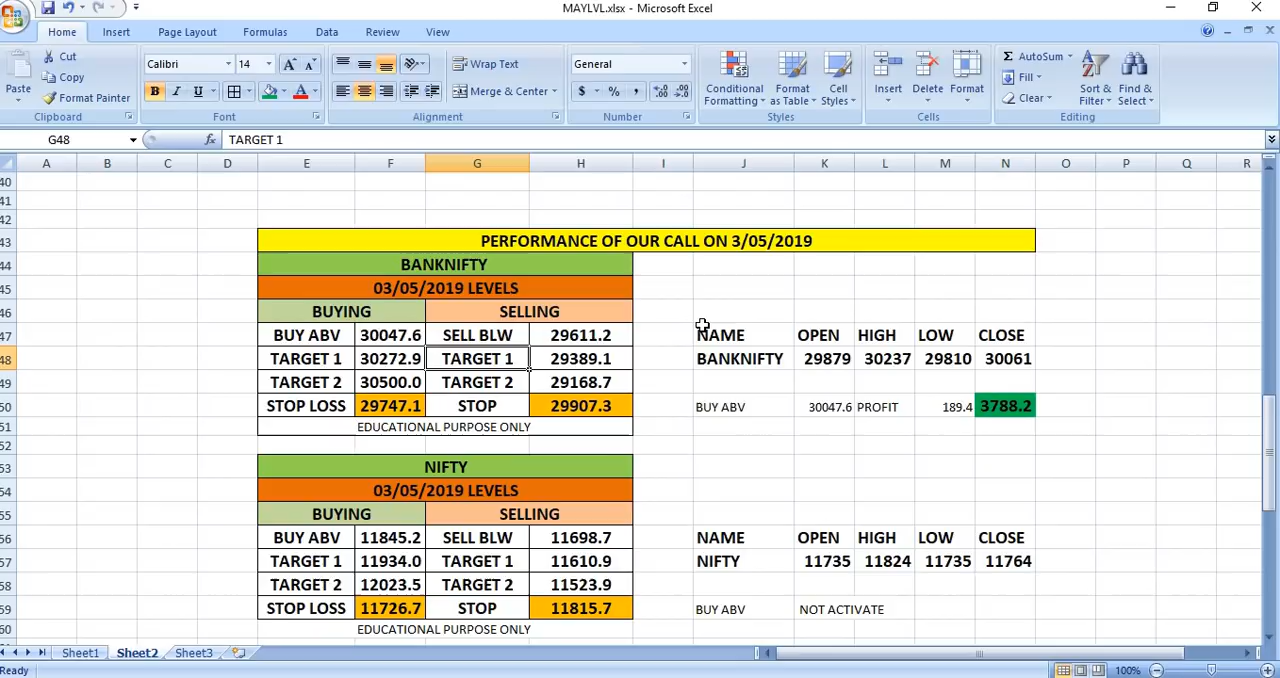 MAYLVL.xlsx - Microsoft Excel
Home Insert Page Layout Formulas Data Review View
Cut
Copy
Format Painter
Paste
Clipboard
Calibri 14
Font
Wrap Text
Merge & Center
Alignment
General
Number
Conditional Formatting
Format as Table
Cell Styles
Styles
Insert Delete Format
Cells
AutoSum
Fill
Clear
Sort & Filter
Find & Select
Editing
G48 fx TARGET 1
A B C D E F G H I J K L M N O P Q R
40
41
42
43 PERFORMANCE OF OUR CALL ON 3/05/2019
44 BANKNIFTY
45 03/05/2019 LEVELS
46 BUYING SELLING
47 BUY ABV 30047.6 SELL BLW 29611.2 NAME OPEN HIGH LOW CLOSE
48 TARGET 1 30272.9 TARGET 1 29389.1 BANKNIFTY 29879 30237 29810 30061
49 TARGET 2 30500.0 TARGET 2 29168.7
50 STOP LOSS 29747.1 STOP 29907.3 BUY ABV 30047.6 PROFIT 189.4 3788.2
51 EDUCATIONAL PURPOSE ONLY
52
53 NIFTY
54 03/05/2019 LEVELS
55 BUYING SELLING
56 BUY ABV 11845.2 SELL BLW 11698.7 NAME OPEN HIGH LOW CLOSE
57 TARGET 1 11934.0 TARGET 1 11610.9 NIFTY 11735 11824 11735 11764
58 TARGET 2 12023.5 TARGET 2 11523.9
59 STOP LOSS 11726.7 STOP 11815.7 BUY ABV NOT ACTIVATE
60 EDUCATIONAL PURPOSE ONLY
Sheet1 Sheet2 Sheet3
Ready 100%